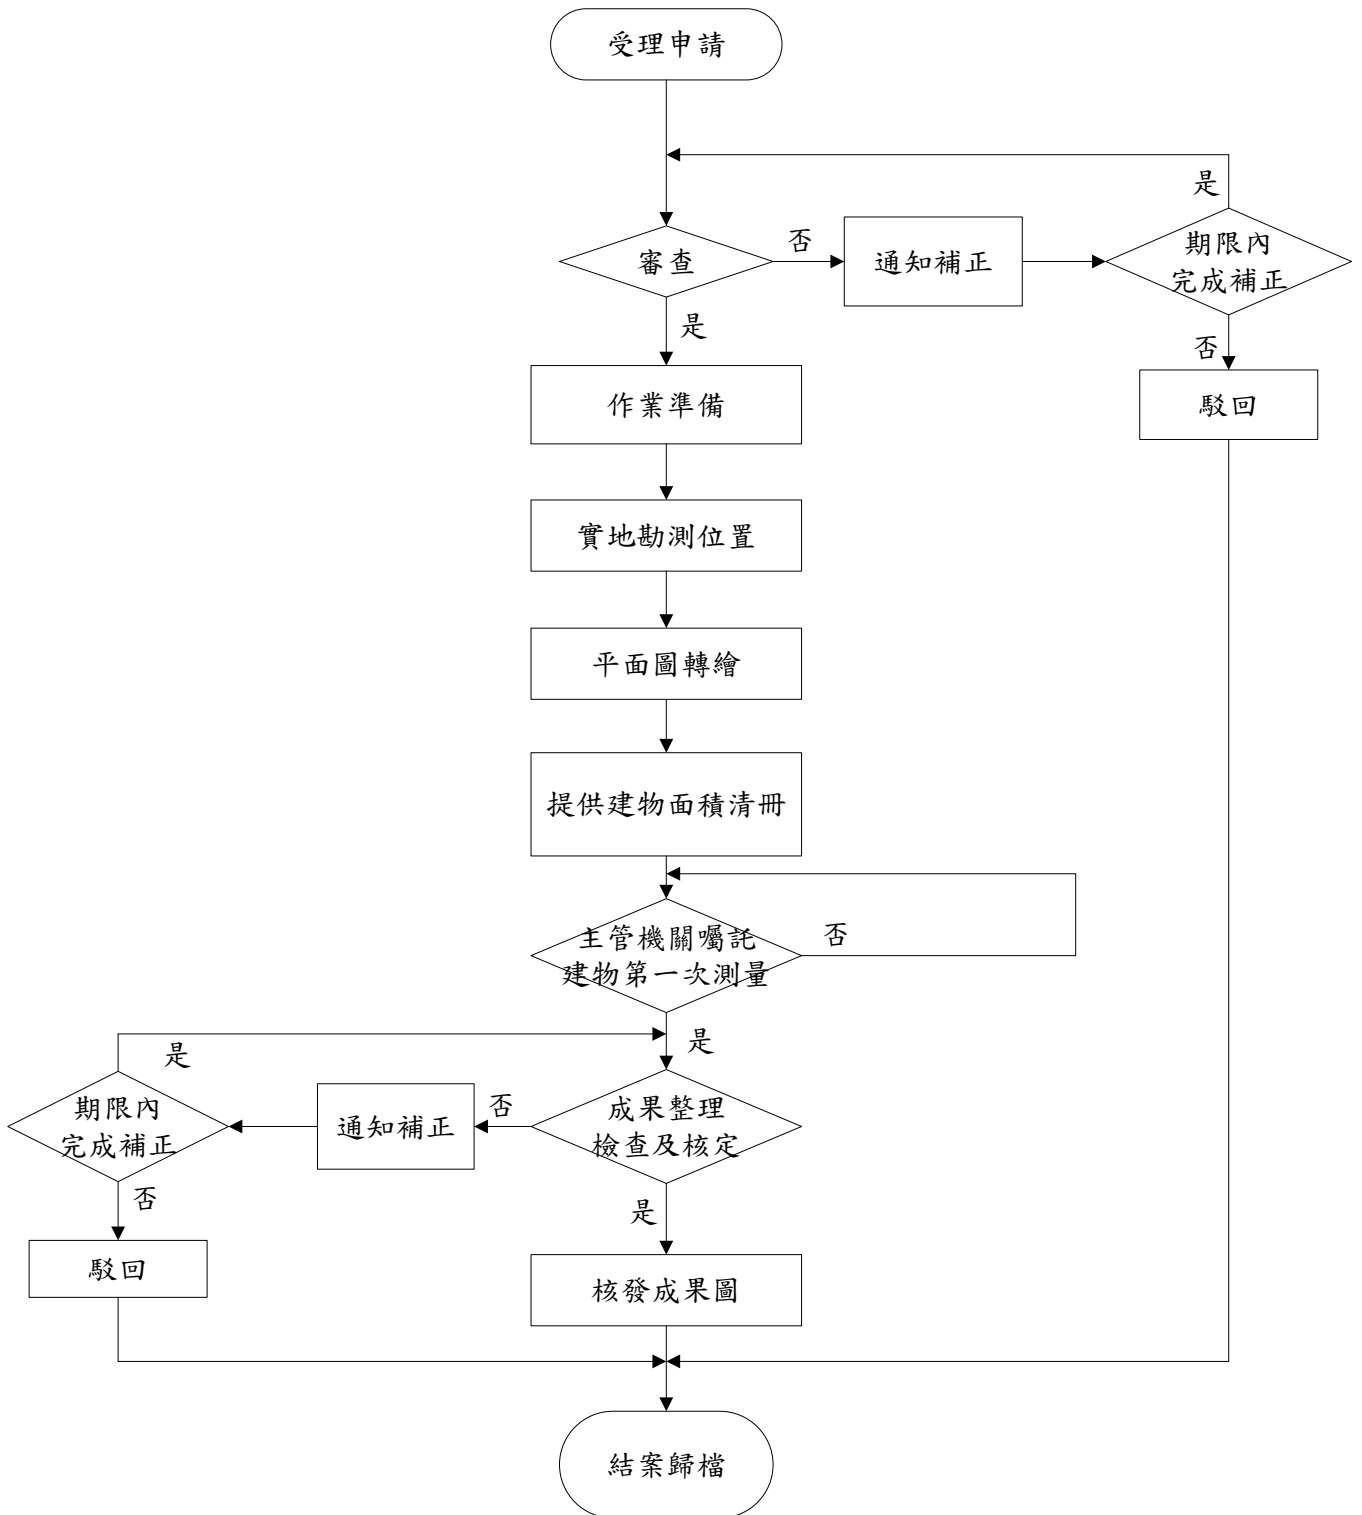 受理申請
是
審查
否
通知補正
期限內
完成補正
是
否
作業準備
駁回
實地勘測位置
平面圖轉繪
提供建物面積清冊
主管機關囑託
建物第一次測量
否
是
是
期限內
完成補正
通知補正
否
成果整理
檢查及核定
否
是
駁回
核發成果圖
結案歸檔